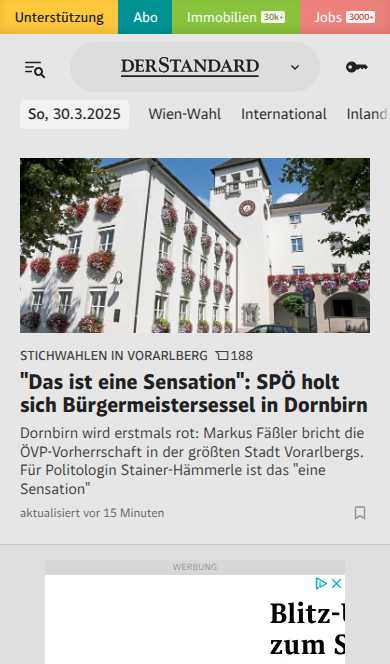 Unterstützung Abo Immobilien 30k+ Jobs 3000+
DERSTANDARD
So, 30.3.2025 Wien-Wahl International Inland
STICHWAHLEN IN VORARLBERG 188
"Das ist eine Sensation": SPÖ holt
sich Bürgermeistersessel in Dornbirn
Dornbirn wird erstmals rot: Markus Fäßler bricht die
ÖVP-Vorherrschaft in der größten Stadt Vorarlbergs.
Für Politologin Stainer-Hämmerle ist das "eine
Sensation"
aktualisiert vor 15 Minuten
WERBUNG
Blitz-
zum S